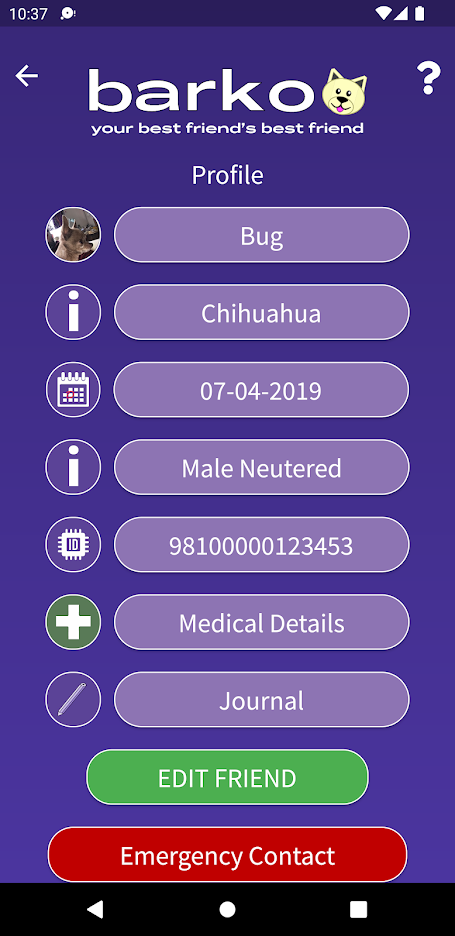 10:37
barko
your best friend's best friend
?
Profile
Bug
Chihuahua
07-04-2019
Male Neutered
ID
98100000123453
Medical Details
Journal
EDIT FRIEND
Emergency Contact